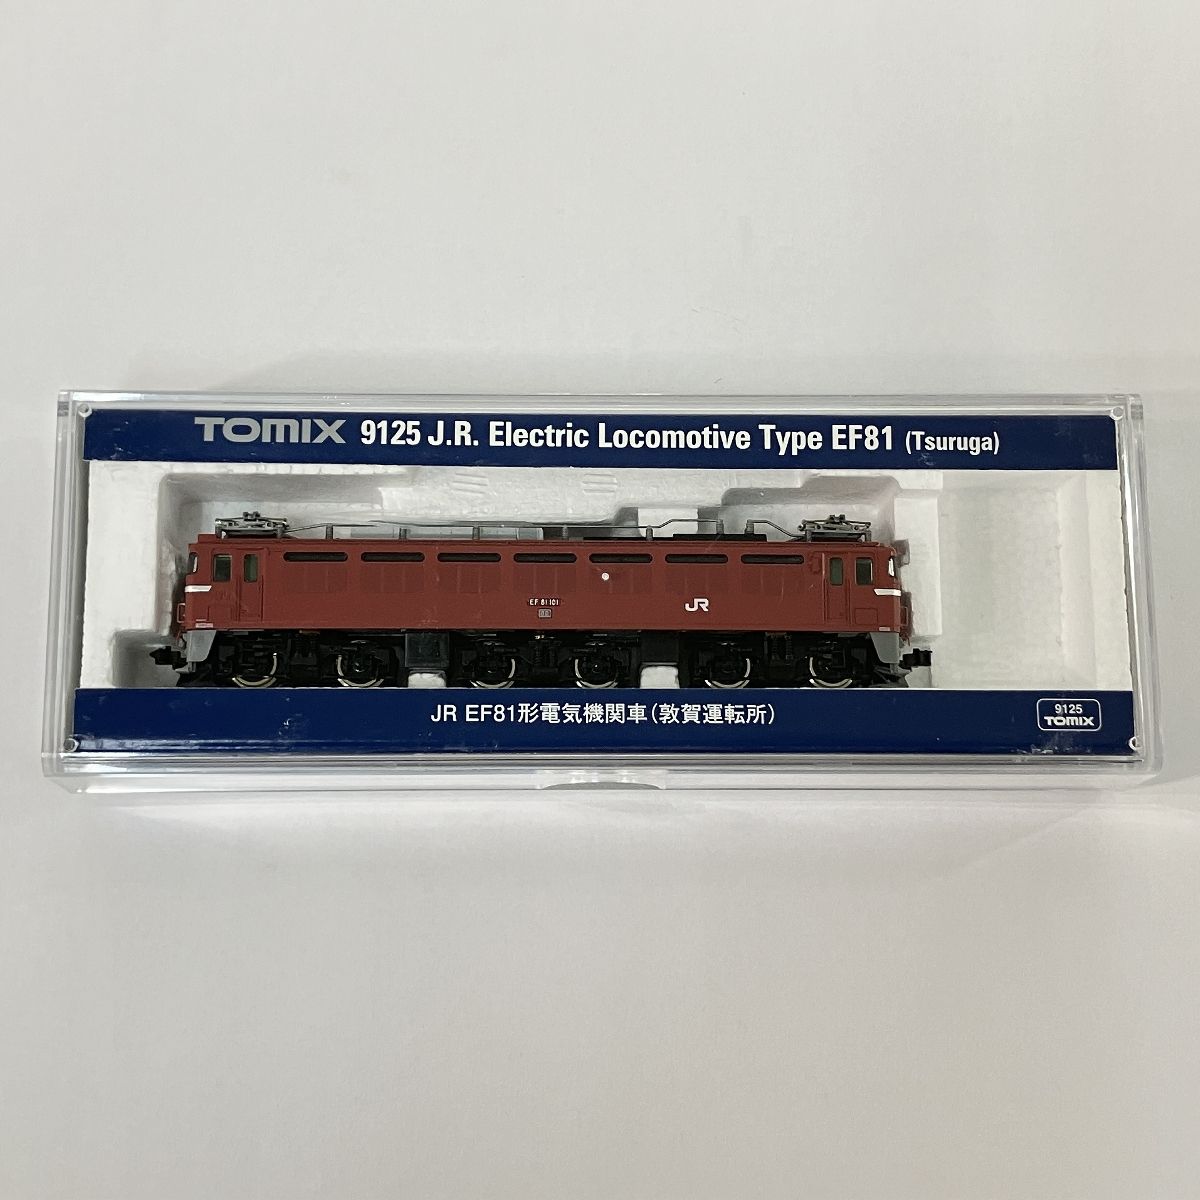 TOMIX 9125 J.R. Electric Locomotive Type EF81 (Tsuruga)
EF 81 101
JR
JR EF81形電気機関車(敦賀運転所)
9125
TOMIX